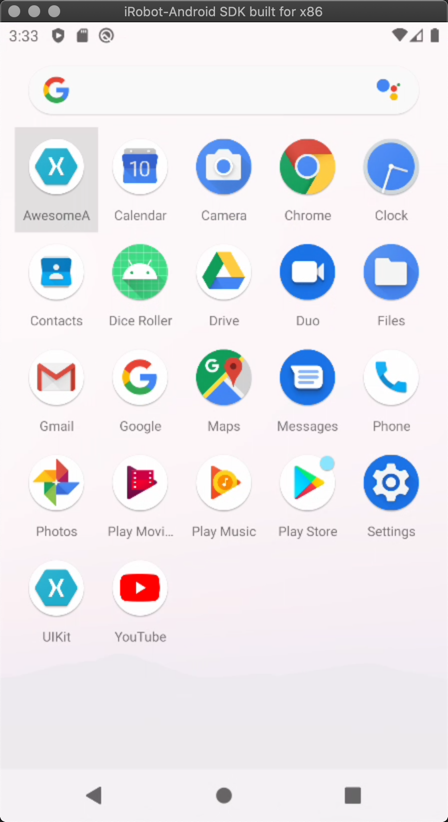 iRobot-Android SDK built for x86
3:33
G
AwesomeA
10
Calendar
Camera
Chrome
Clock
Contacts
Dice Roller
Drive
Duo
Files
Gmail
Google
G
Maps
Messages
Phone
Photos
Play Movi...
Play Music
Play Store
Settings
UIKit
YouTube